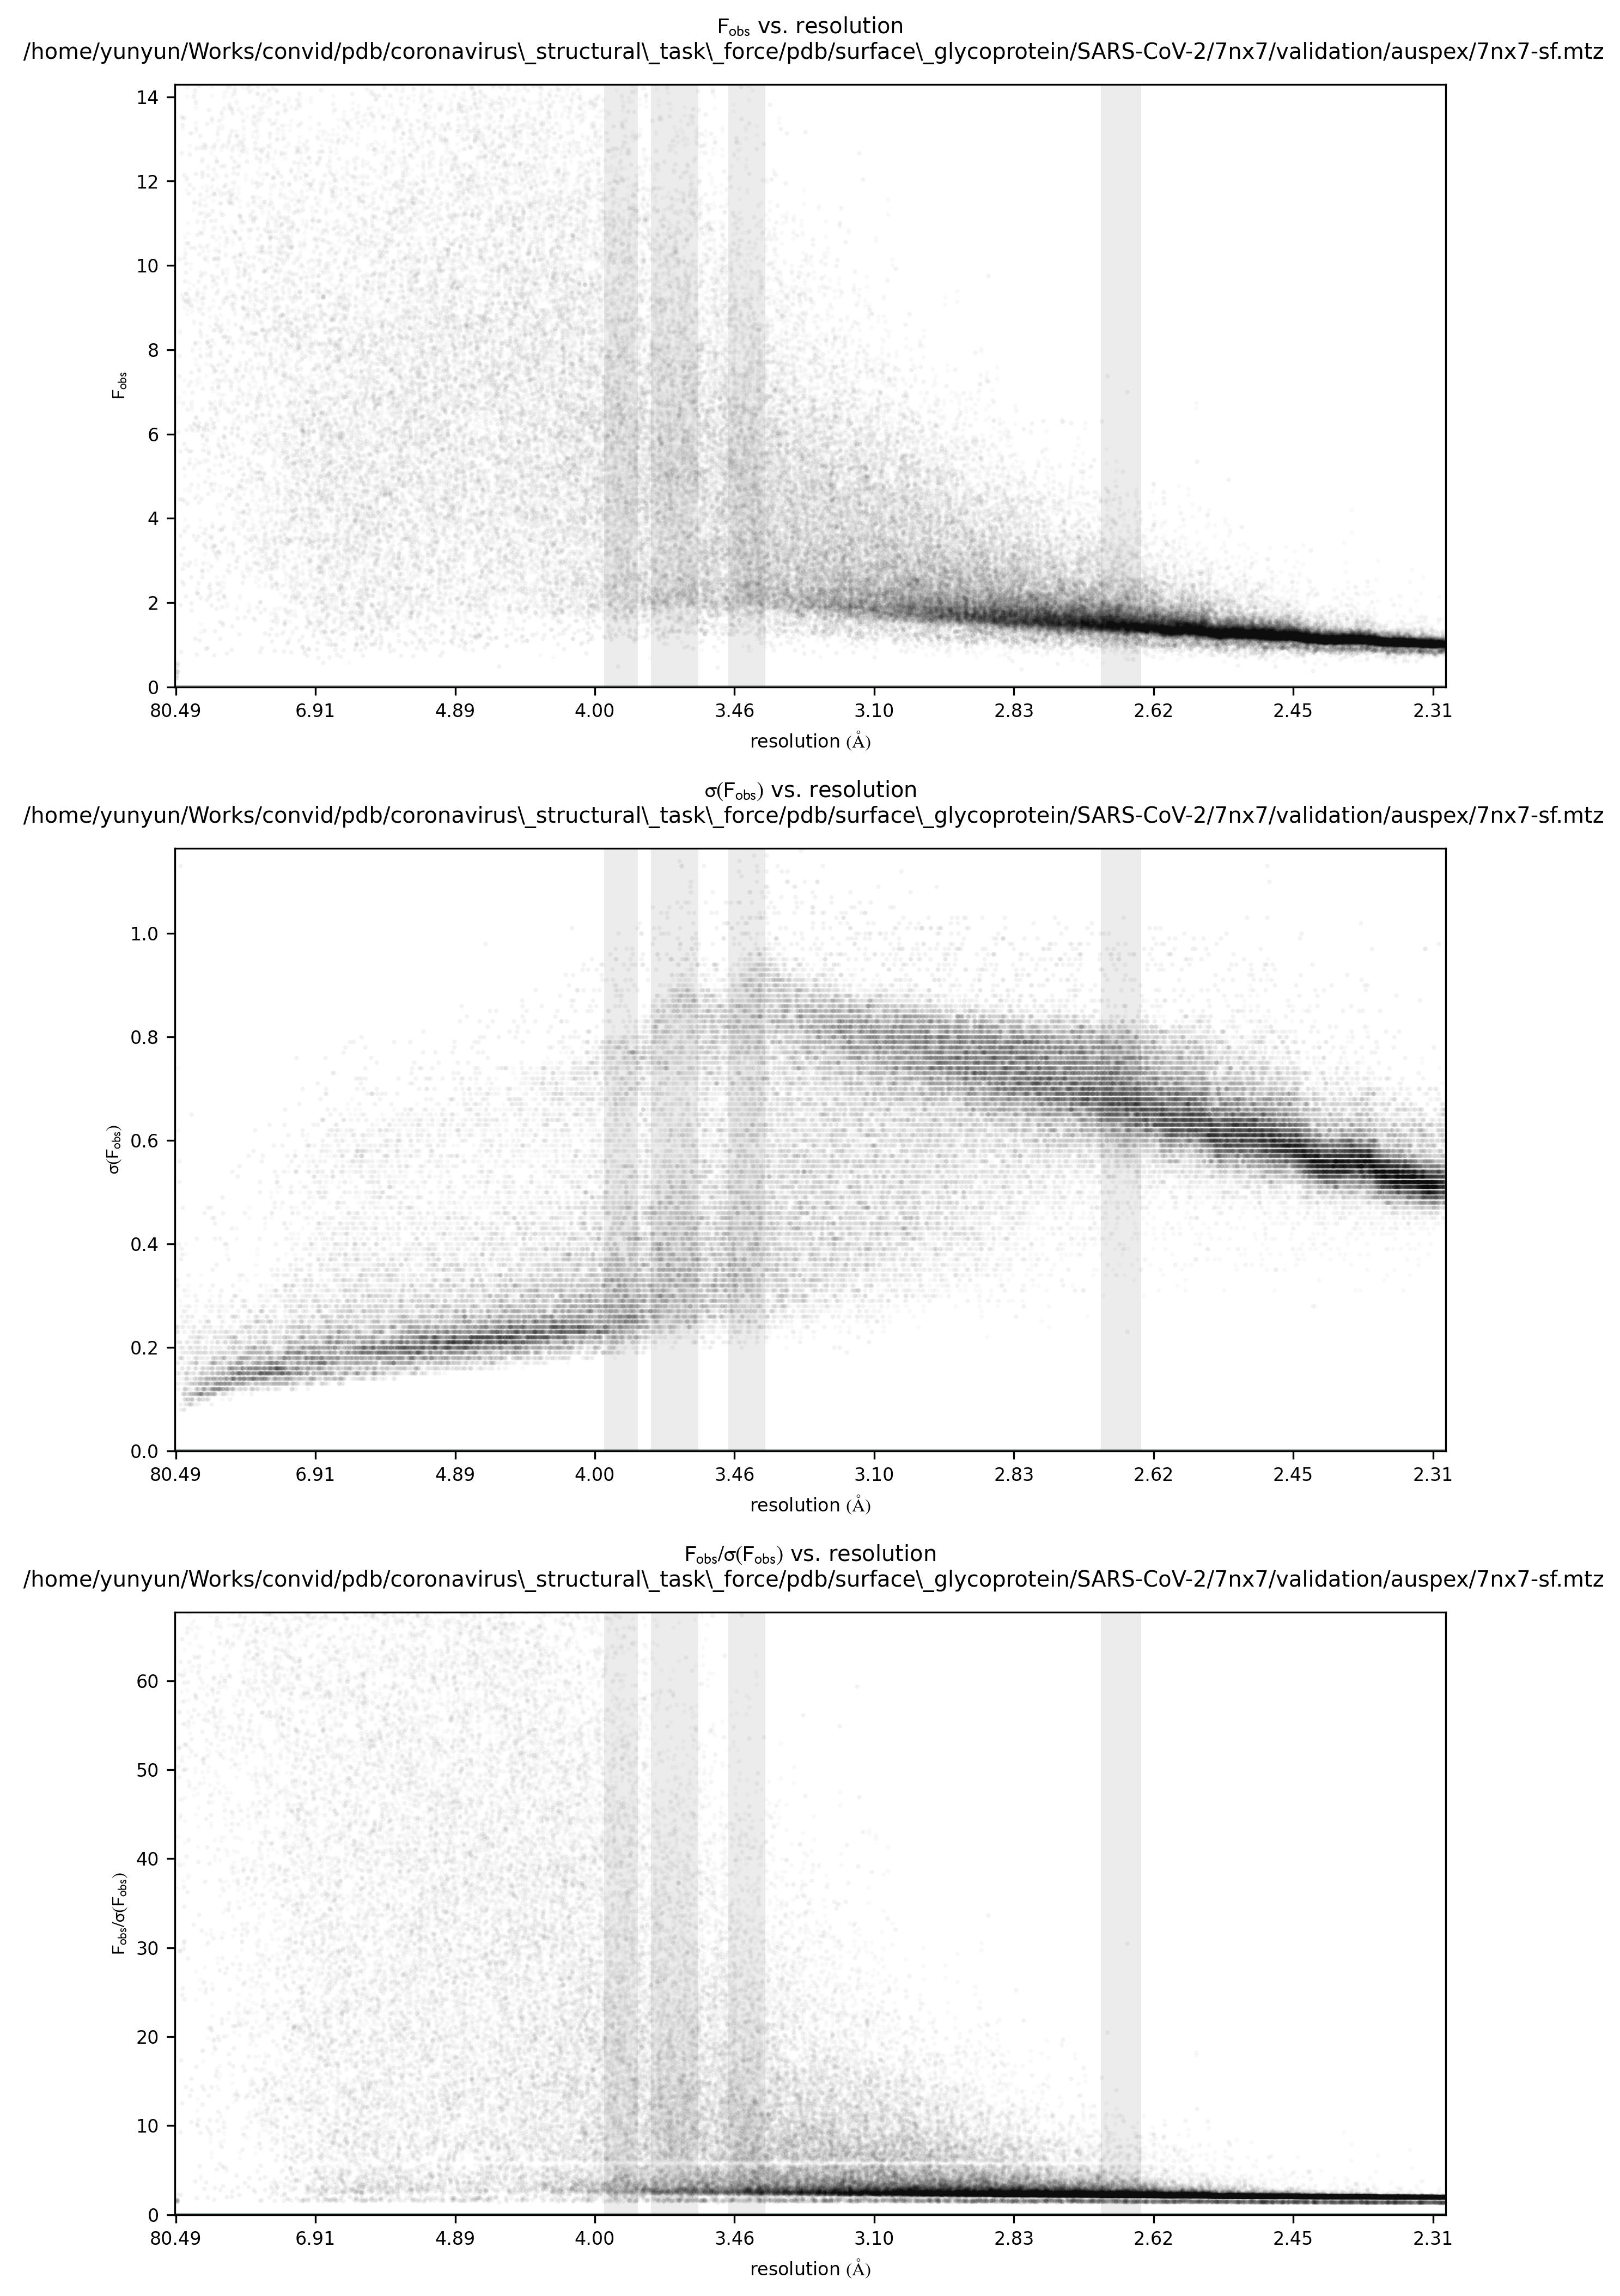 Fobs vs. resolution
/home/yunyun/Works/convid/pdb/coronavirus\_structural\_task\_force/pdb/surface\_glycoprotein/SARS-CoV-2/7nx7/validation/auspex/7nx7-sf.mtz
14
12
10
8
6
4
2
0
Fobs
80.49 6.91 4.89 4.00 3.46 3.10 2.83 2.62 2.45 2.31
resolution (Å)
σ(Fobs) vs. resolution
/home/yunyun/Works/convid/pdb/coronavirus\_structural\_task\_force/pdb/surface\_glycoprotein/SARS-CoV-2/7nx7/validation/auspex/7nx7-sf.mtz
1.0
0.8
0.6
0.4
0.2
0.0
σ(Fobs)
80.49 6.91 4.89 4.00 3.46 3.10 2.83 2.62 2.45 2.31
resolution (Å)
Fobs/σ(Fobs) vs. resolution
/home/yunyun/Works/convid/pdb/coronavirus\_structural\_task\_force/pdb/surface\_glycoprotein/SARS-CoV-2/7nx7/validation/auspex/7nx7-sf.mtz
60
50
40
30
20
10
0
Fobs/σ(Fobs)
80.49 6.91 4.89 4.00 3.46 3.10 2.83 2.62 2.45 2.31
resolution (Å)